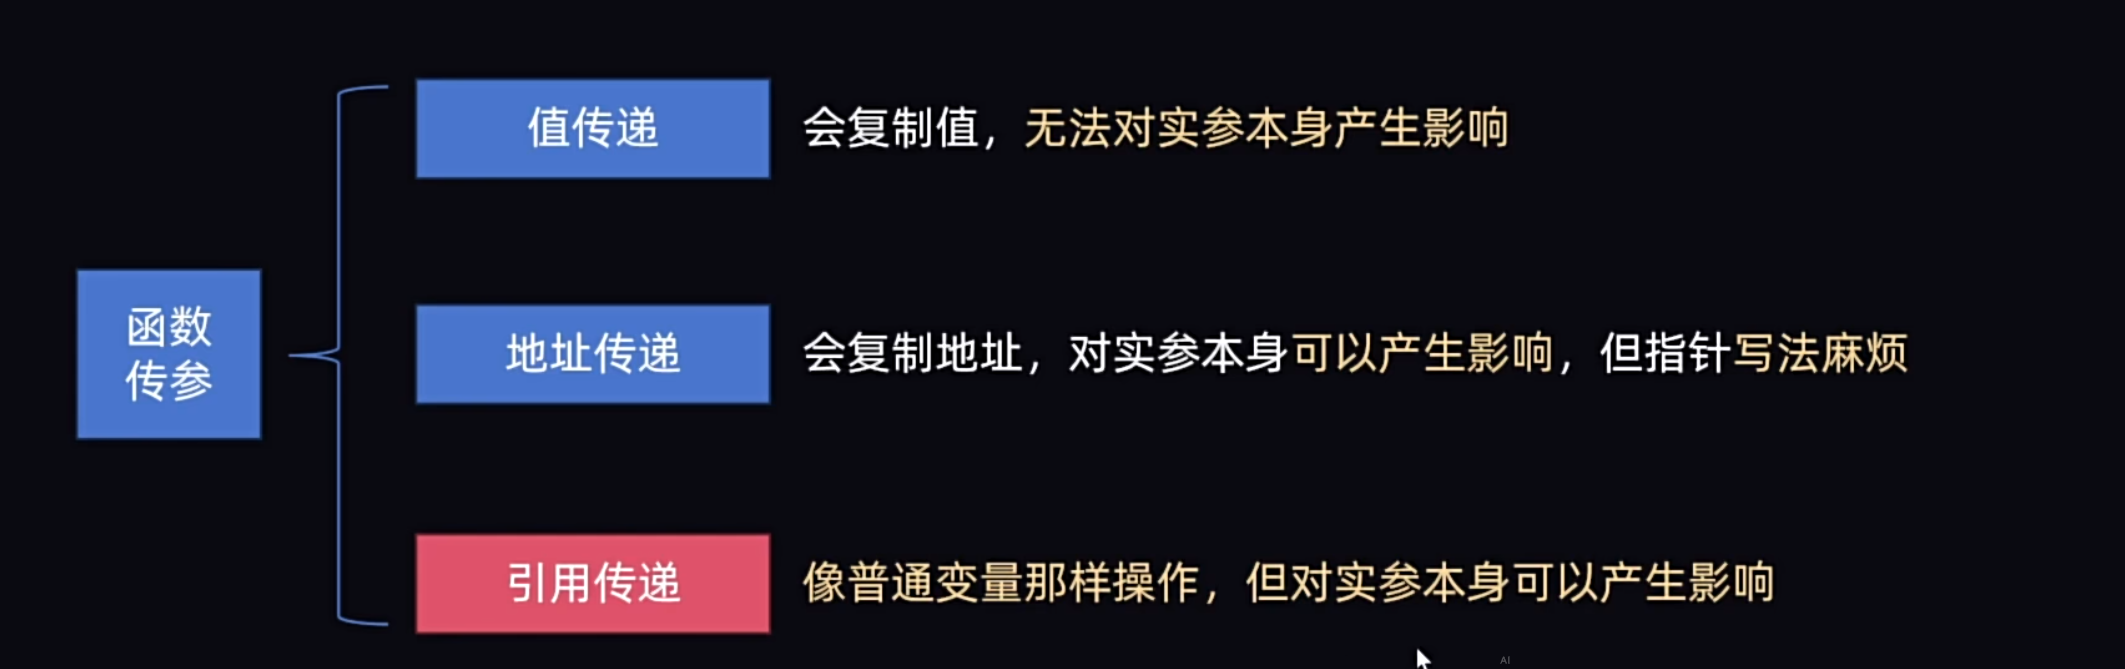 值传递
会复制值，无法对实参本身产生影响
函数
传参
地址传递
会复制地址，对实参本身可以产生影响，但指针写法麻烦
引用传递
像普通变量那样操作，但对实参本身可以产生影响
AI